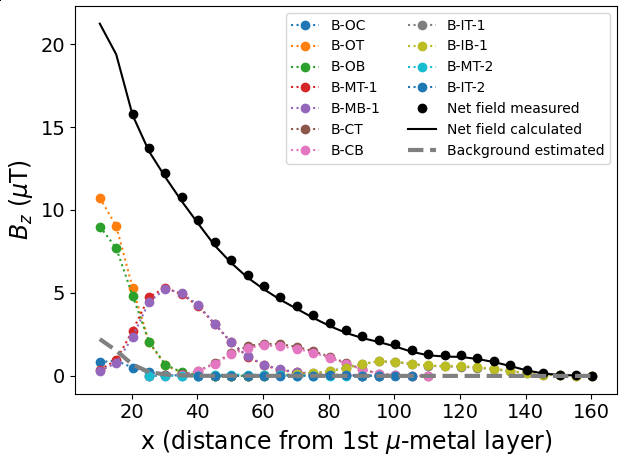 B-OC
B-OT
B-OB
B-MT-1
B-MB-1
B-CT
B-CB
B-IT-1
B-IB-1
B-MT-2
B-IT-2
Net field measured
Net field calculated
Background estimated
B_z (μT)
20
15
10
5
0
20 40 60 80 100 120 140 160
x (distance from 1st μ-metal layer)